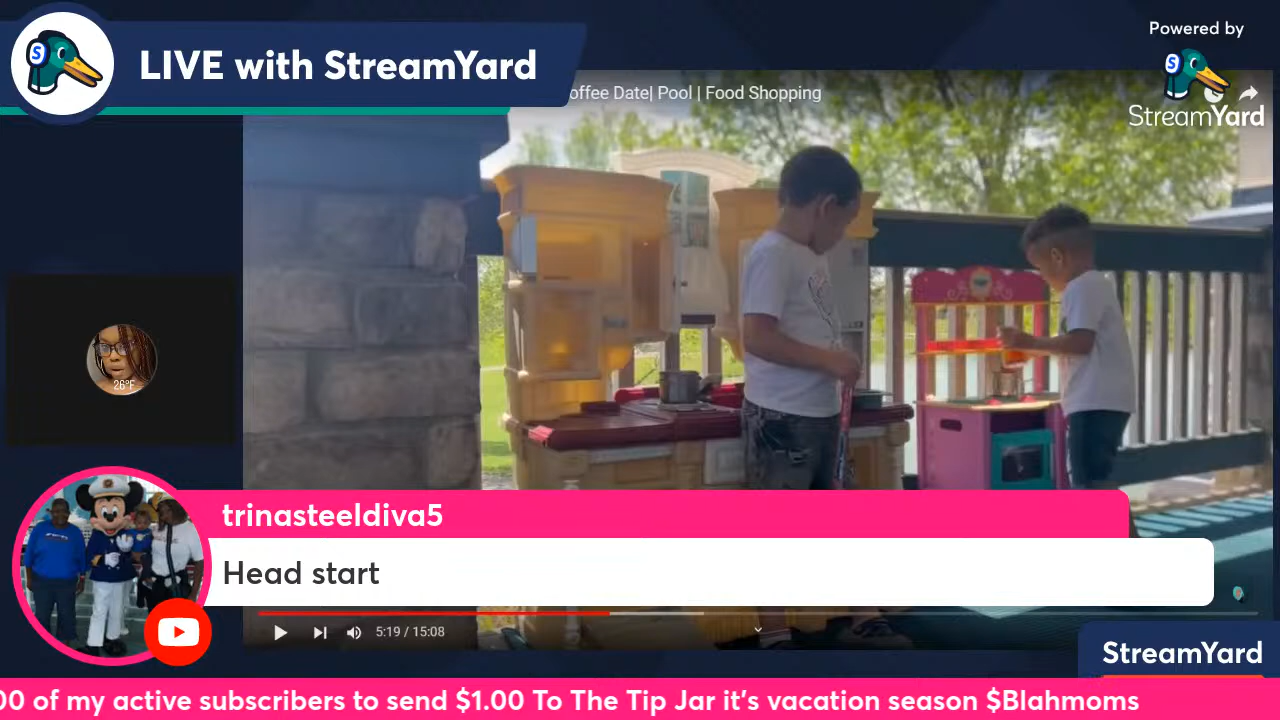 Powered by
S
LIVE with StreamYard
S
offee Date| Pool | Food Shopping
StreamYard
26°F
trinasteeldiva5
Head start
5:19 / 15:08
StreamYard
00 of my active subscribers to send $1.00 To The Tip Jar it's vacation season $Blahmoms